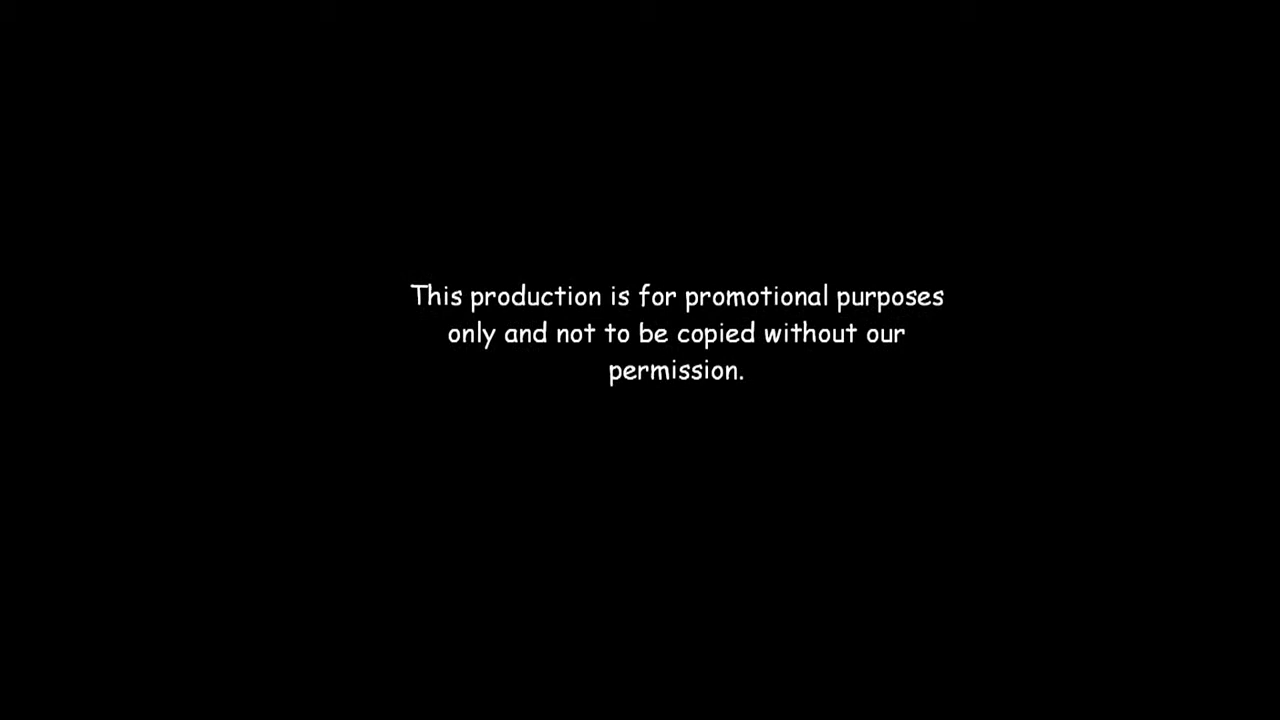 This production is for promotional purposes
only and not to be copied without our
permission.